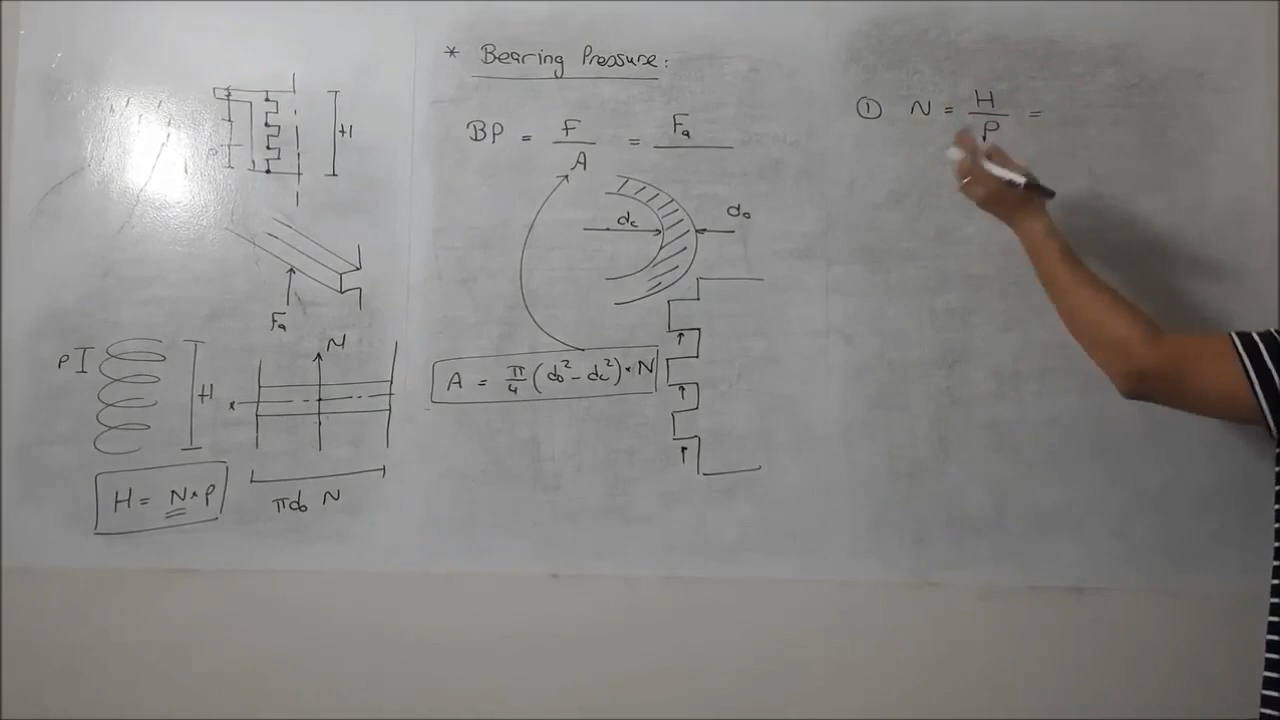 H
Fa
P
H
H = N * P
N
x
πdo N
* Bearing Pressure:
BP = F / A = Fa
dc
do
A = π/4 (do² - dc²) * N
① N = H / P =